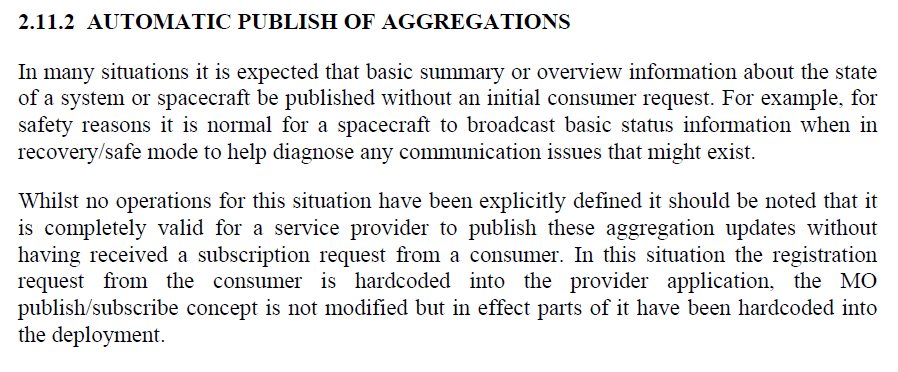 2.11.2 AUTOMATIC PUBLISH OF AGGREGATIONS
In many situations it is expected that basic summary or overview information about the state
of a system or spacecraft be published without an initial consumer request. For example, for
safety reasons it is normal for a spacecraft to broadcast basic status information when in
recovery/safe mode to help diagnose any communication issues that might exist.
Whilst no operations for this situation have been explicitly defined it should be noted that it
is completely valid for a service provider to publish these aggregation updates without
having received a subscription request from a consumer. In this situation the registration
request from the consumer is hardcoded into the provider application, the MO
publish/subscribe concept is not modified but in effect parts of it have been hardcoded into
the deployment.